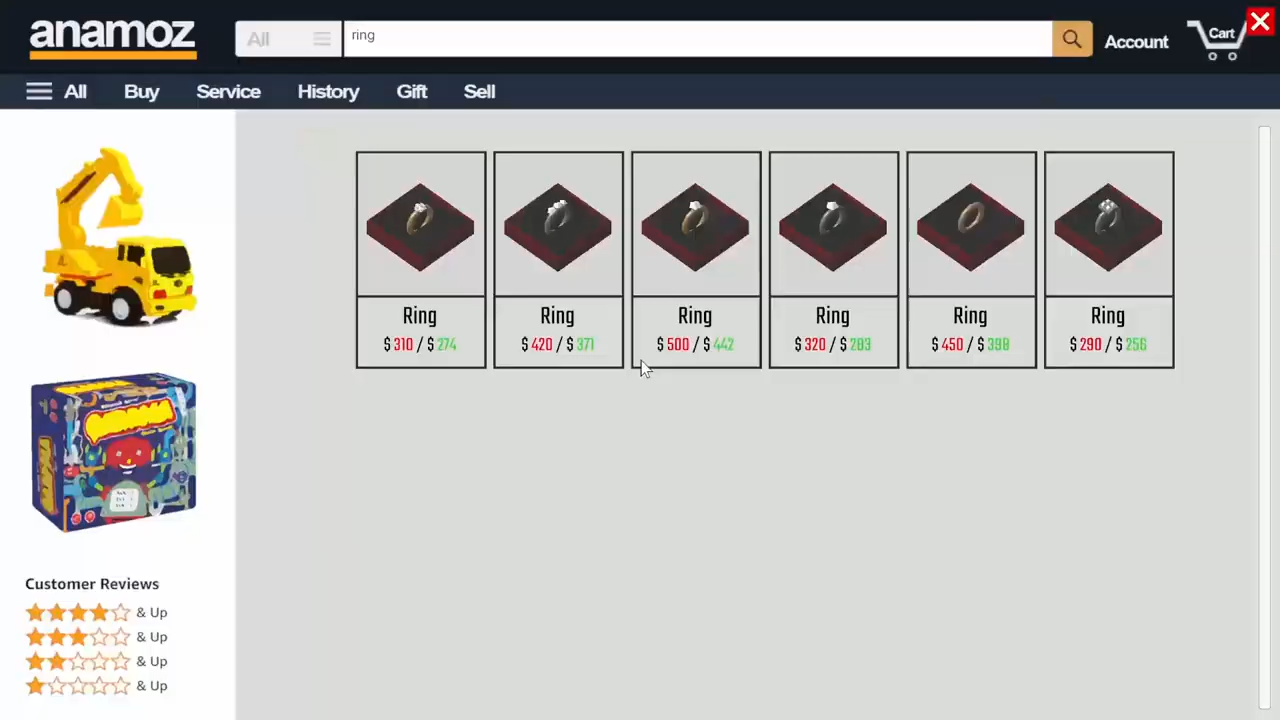 anamoz
All
ring
Account
Cart
All
Buy
Service
History
Gift
Sell
Ring
$ 310 / $ 274
Ring
$ 420 / $ 371
Ring
$ 500 / $ 442
Ring
$ 320 / $ 283
Ring
$ 450 / $ 398
Ring
$ 290 / $ 256
Customer Reviews
& Up
& Up
& Up
& Up